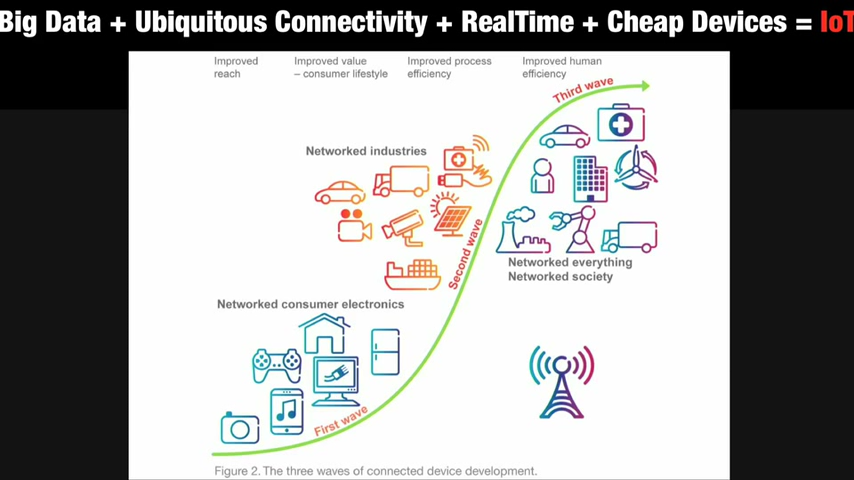 Big Data + Ubiquitous Connectivity + RealTime + Cheap Devices = IoT
Improved reach
Improved value – consumer lifestyle
Improved process efficiency
Improved human efficiency
Third wave
Networked industries
Second wave
Networked everything
Networked society
Networked consumer electronics
First wave
Figure 2. The three waves of connected device development.